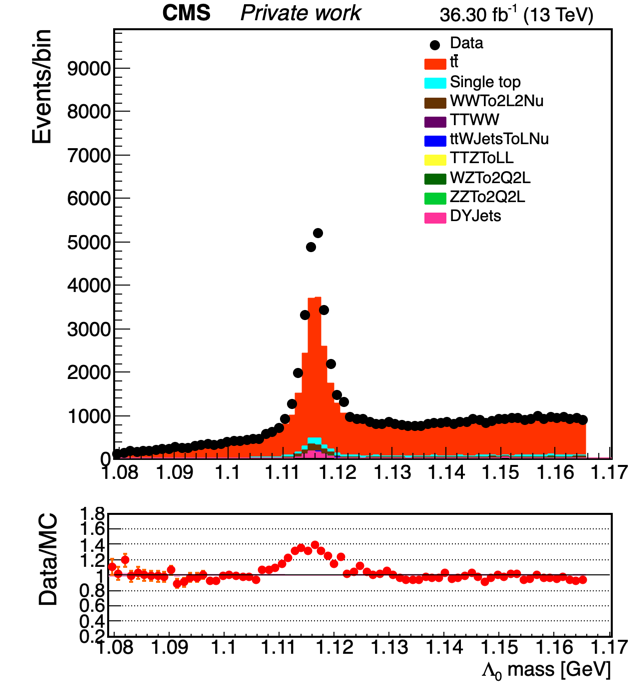 CMS Private work 36.30 fb⁻¹ (13 TeV)
Events/bin
9000
8000
7000
6000
5000
4000
3000
2000
1000
0
Data
tt̄
Single top
WWTo2L2Nu
TTWW
ttWJetsToLNu
TTZToLL
WZTo2Q2L
ZZTo2Q2L
DYJets
1.08 1.09 1.1 1.11 1.12 1.13 1.14 1.15 1.16 1.17
Data/MC
1.8
1.6
1.4
1.2
1
0.8
0.6
0.4
0.2
1.08 1.09 1.1 1.11 1.12 1.13 1.14 1.15 1.16 1.17
Λ₀ mass [GeV]